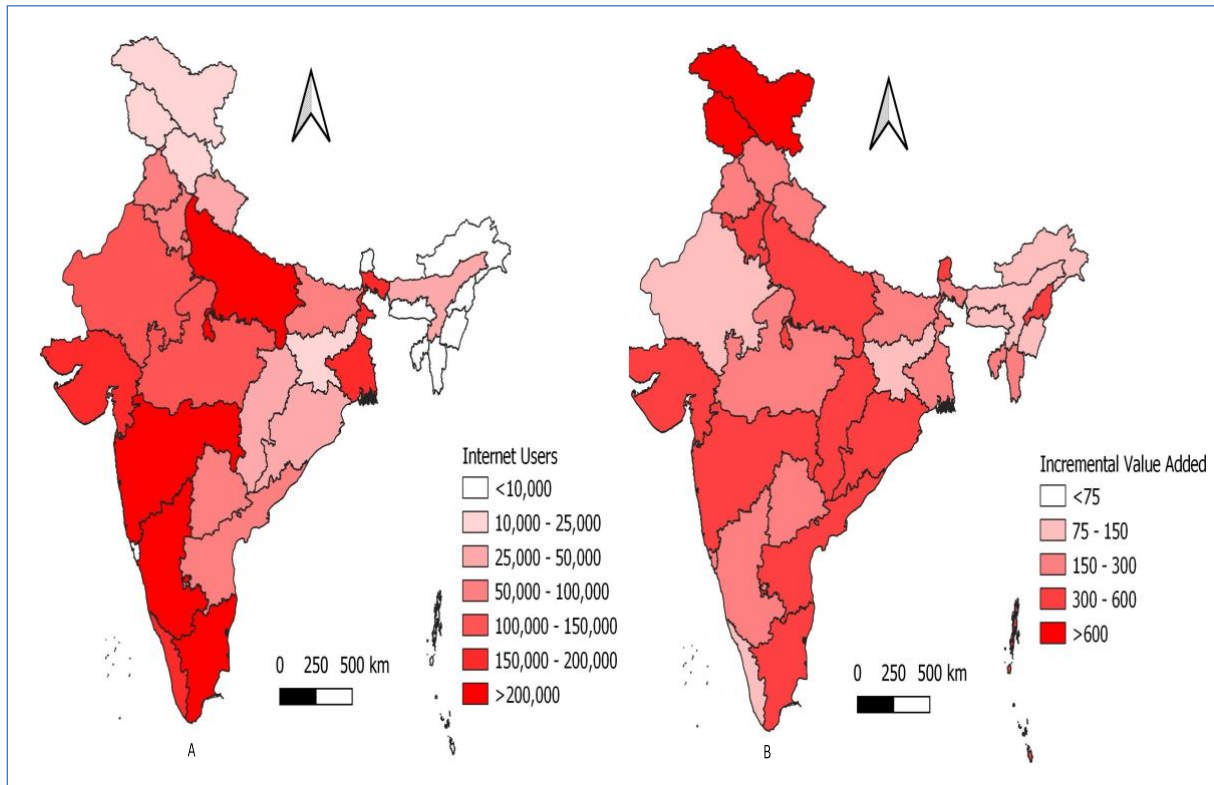 Internet Users
<10,000
10,000 - 25,000
25,000 - 50,000
50,000 - 100,000
100,000 - 150,000
150,000 - 200,000
>200,000
0 250 500 km
A
Incremental Value Added
<75
75 - 150
150 - 300
300 - 600
>600
0 250 500 km
B